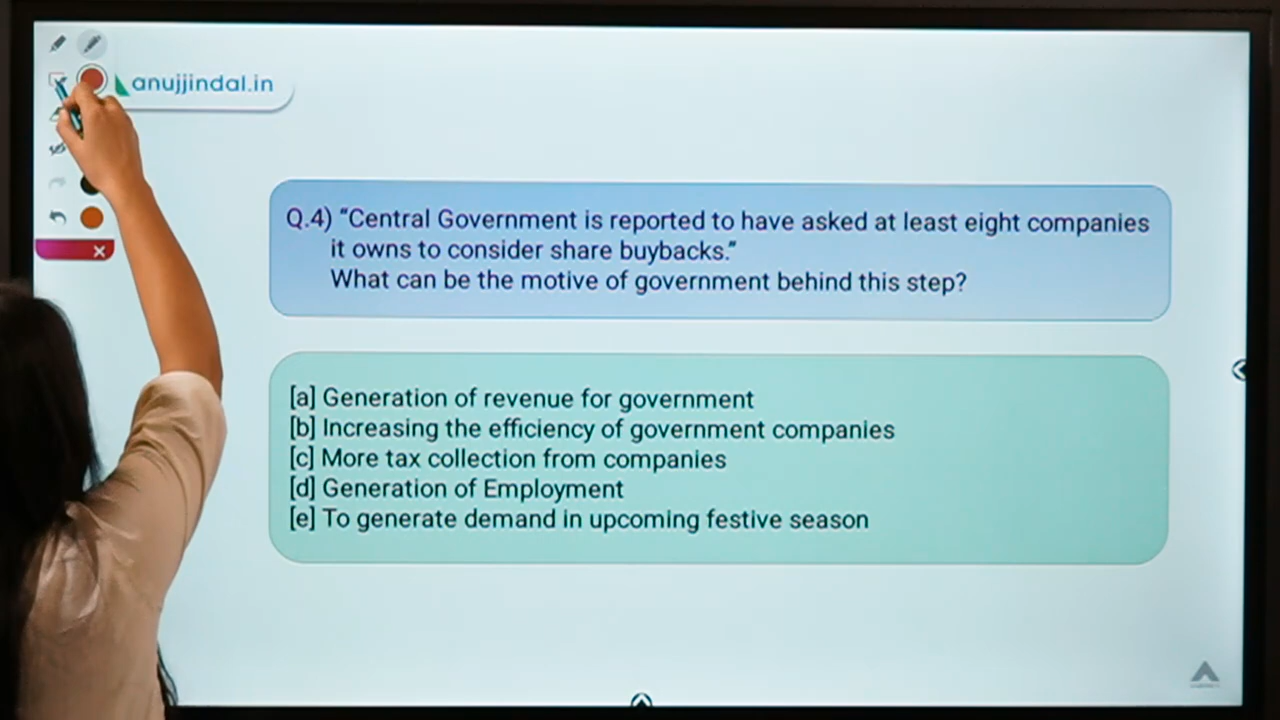 anujjindal.in
Q.4) “Central Government is reported to have asked at least eight companies
it owns to consider share buybacks.”
What can be the motive of government behind this step?
[a] Generation of revenue for government
[b] Increasing the efficiency of government companies
[c] More tax collection from companies
[d] Generation of Employment
[e] To generate demand in upcoming festive season